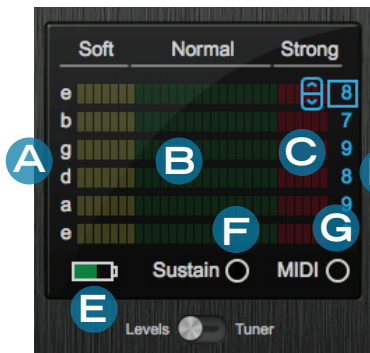 Soft Normal Strong
e 8
b 7
A g B C 9
d 8
a 9
e F G
Sustain MIDI
E
Levels Tuner